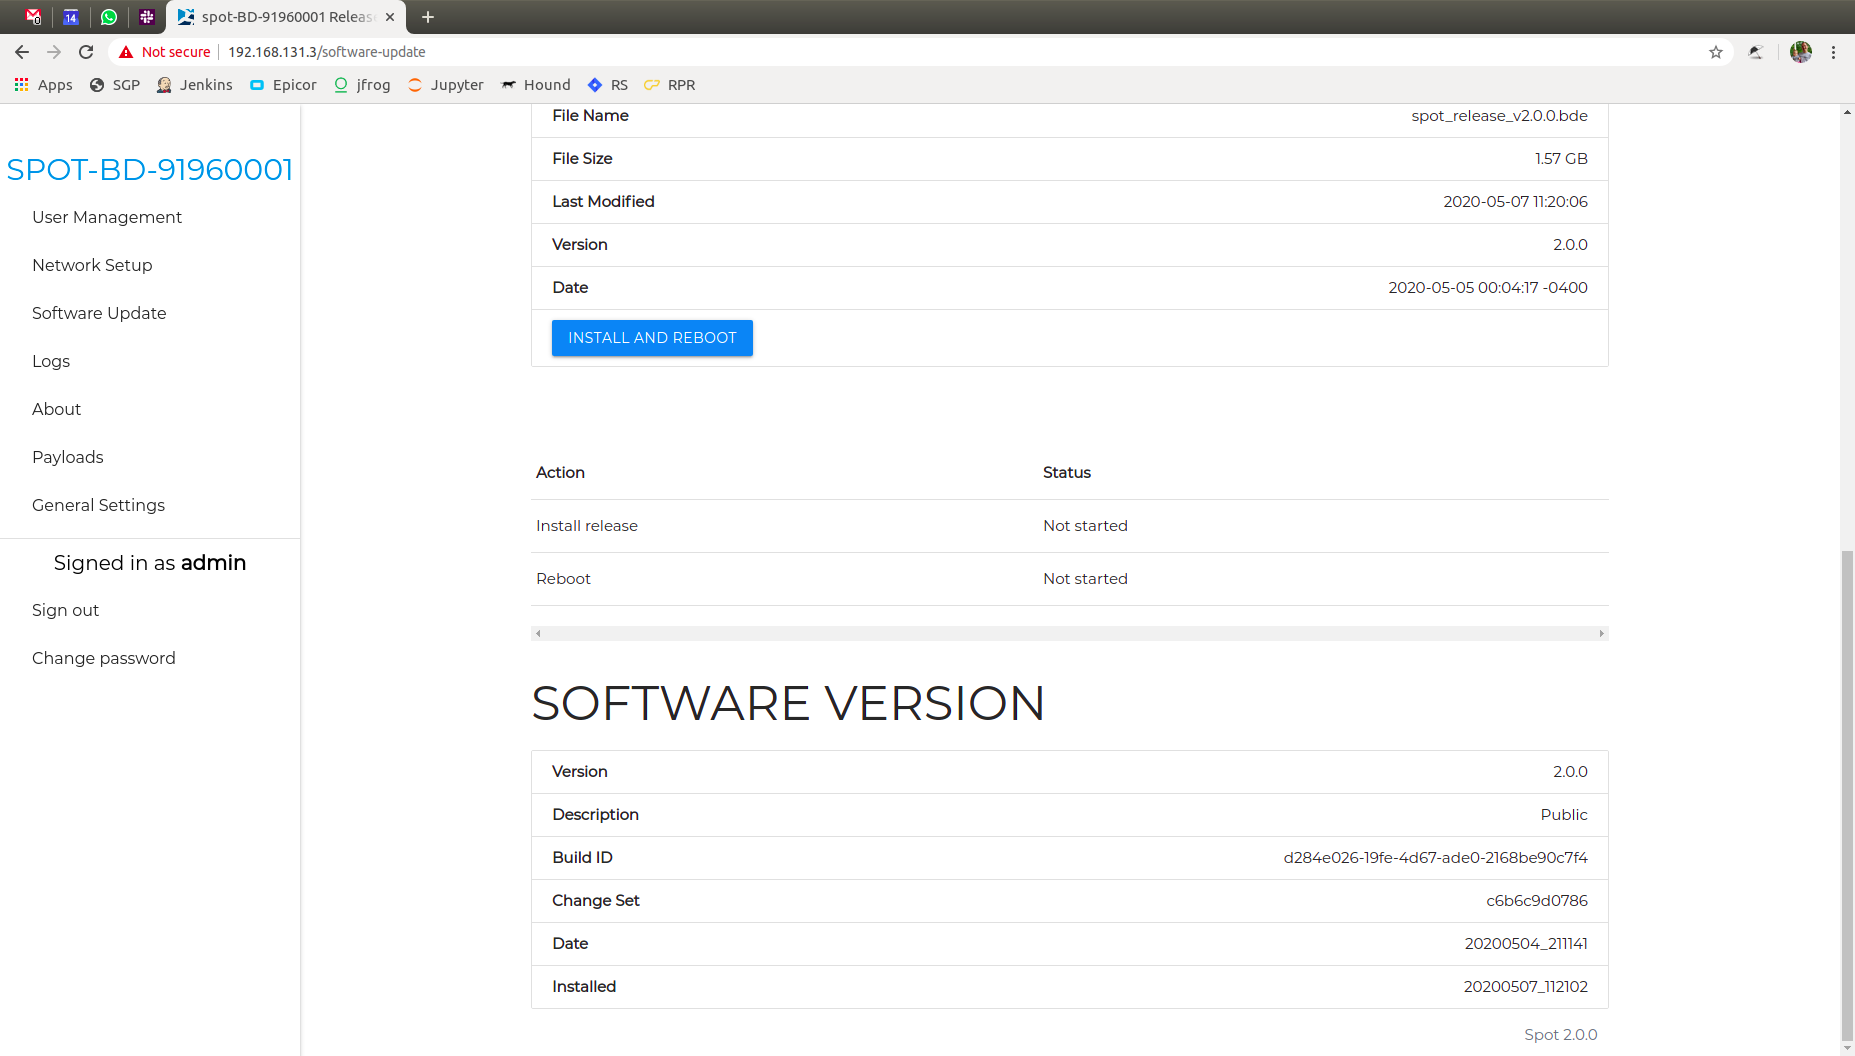 0
14
spot-BD-91960001 Releas
Not secure 192.168.131.3/software-update
Apps SGP Jenkins Epicor jfrog Jupyter Hound RS RPR
SPOT-BD-91960001
User Management
Network Setup
Software Update
Logs
About
Payloads
General Settings
Signed in as admin
Sign out
Change password
File Name spot_release_v2.0.0.bde
File Size 1.57 GB
Last Modified 2020-05-07 11:20:06
Version 2.0.0
Date 2020-05-05 00:04:17 -0400
INSTALL AND REBOOT
Action Status
Install release Not started
Reboot Not started
SOFTWARE VERSION
Version 2.0.0
Description Public
Build ID d284e026-19fe-4d67-ade0-2168be90c7f4
Change Set c6b6c9d0786
Date 20200504_211141
Installed 20200507_112102
Spot 2.0.0